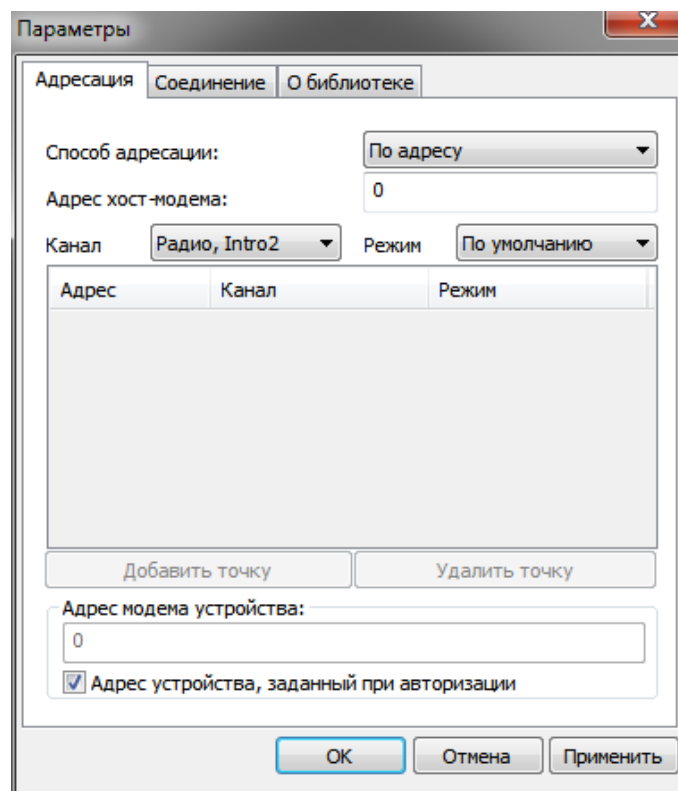 Параметры
Адресация Соединение О библиотеке
Способ адресации: По адресу
Адрес хост-модема: 0
Канал Радио, Intro2 Режим По умолчанию
Адрес Канал Режим
Добавить точку Удалить точку
Адрес модема устройства:
0
Адрес устройства, заданный при авторизации
OK Отмена Применить